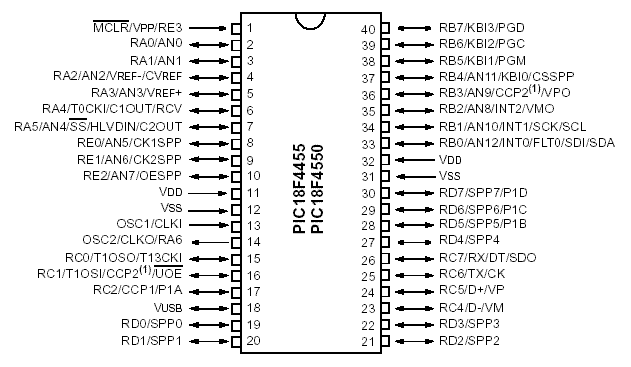 MCLR/VPP/RE3 1
RA0/AN0 2
RA1/AN1 3
RA2/AN2/VREF-/CVREF 4
RA3/AN3/VREF+ 5
RA4/T0CKI/C1OUT/RCV 6
RA5/AN4/SS/HLVDIN/C2OUT 7
RE0/AN5/CK1SPP 8
RE1/AN6/CK2SPP 9
RE2/AN7/OESPP 10
VDD 11
VSS 12
OSC1/CLKI 13
OSC2/CLKO/RA6 14
RC0/T1OSO/T13CKI 15
RC1/T1OSI/CCP2(1)/UOE 16
RC2/CCP1/P1A 17
VUSB 18
RD0/SPP0 19
RD1/SPP1 20
PIC18F4455
PIC18F4550
40 RB7/KBI3/PGD
39 RB6/KBI2/PGC
38 RB5/KBI1/PGM
37 RB4/AN11/KBI0/CSSPP
36 RB3/AN9/CCP2(1)/VPO
35 RB2/AN8/INT2/VMO
34 RB1/AN10/INT1/SCK/SCL
33 RB0/AN12/INT0/FLT0/SDI/SDA
32 VDD
31 VSS
30 RD7/SPP7/P1D
29 RD6/SPP6/P1C
28 RD5/SPP5/P1B
27 RD4/SPP4
26 RC7/RX/DT/SDO
25 RC6/TX/CK
24 RC5/D+/VP
23 RC4/D-/VM
22 RD3/SPP3
21 RD2/SPP2